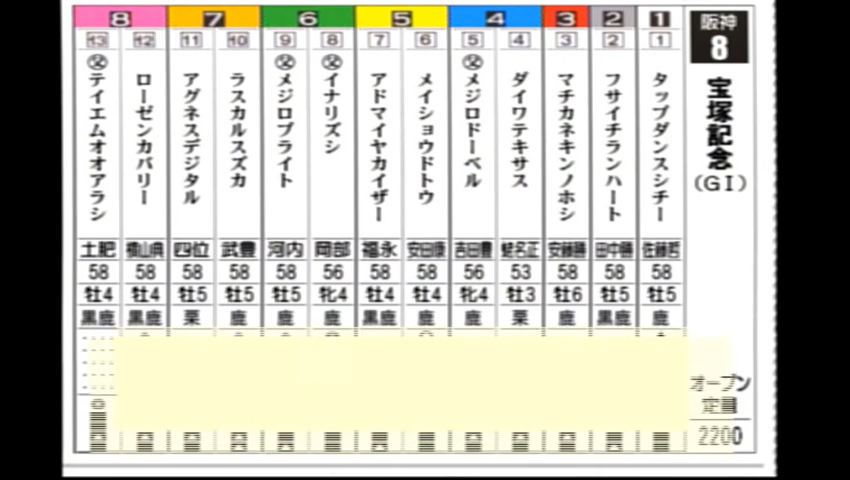 阪神
8
宝塚記念
(GI)
オープン
定量
2200
1 2 3 4 5 6 7 8
1 タップダンスシチー 佐藤哲 58 牡5 鹿
2 フサイチランハート 田中勝 58 牡5 黒鹿
3 マチカネキンノホシ 安藤勝 58 牡6 鹿
4 ダイワテキサス 蛯名正 53 牡3 栗
5 父 メジロドーベル 吉田豊 56 牝4 鹿
6 メイショウドトウ 安田康 58 牡4 鹿
7 アドマイヤカイザー 福永 58 牡4 黒鹿
8 父 イナリズシ 岡部 56 牝4 鹿
9 父 メジロブライト 河内 58 牡5 鹿
10 ラスカルスズカ 武豊 58 牡5 鹿
11 アグネスデジタル 四位 58 牡5 栗
12 ローゼンカバリー 横山典 58 牡4 黒鹿
13 父 テイエムオオアラシ 土肥 58 牡4 黒鹿